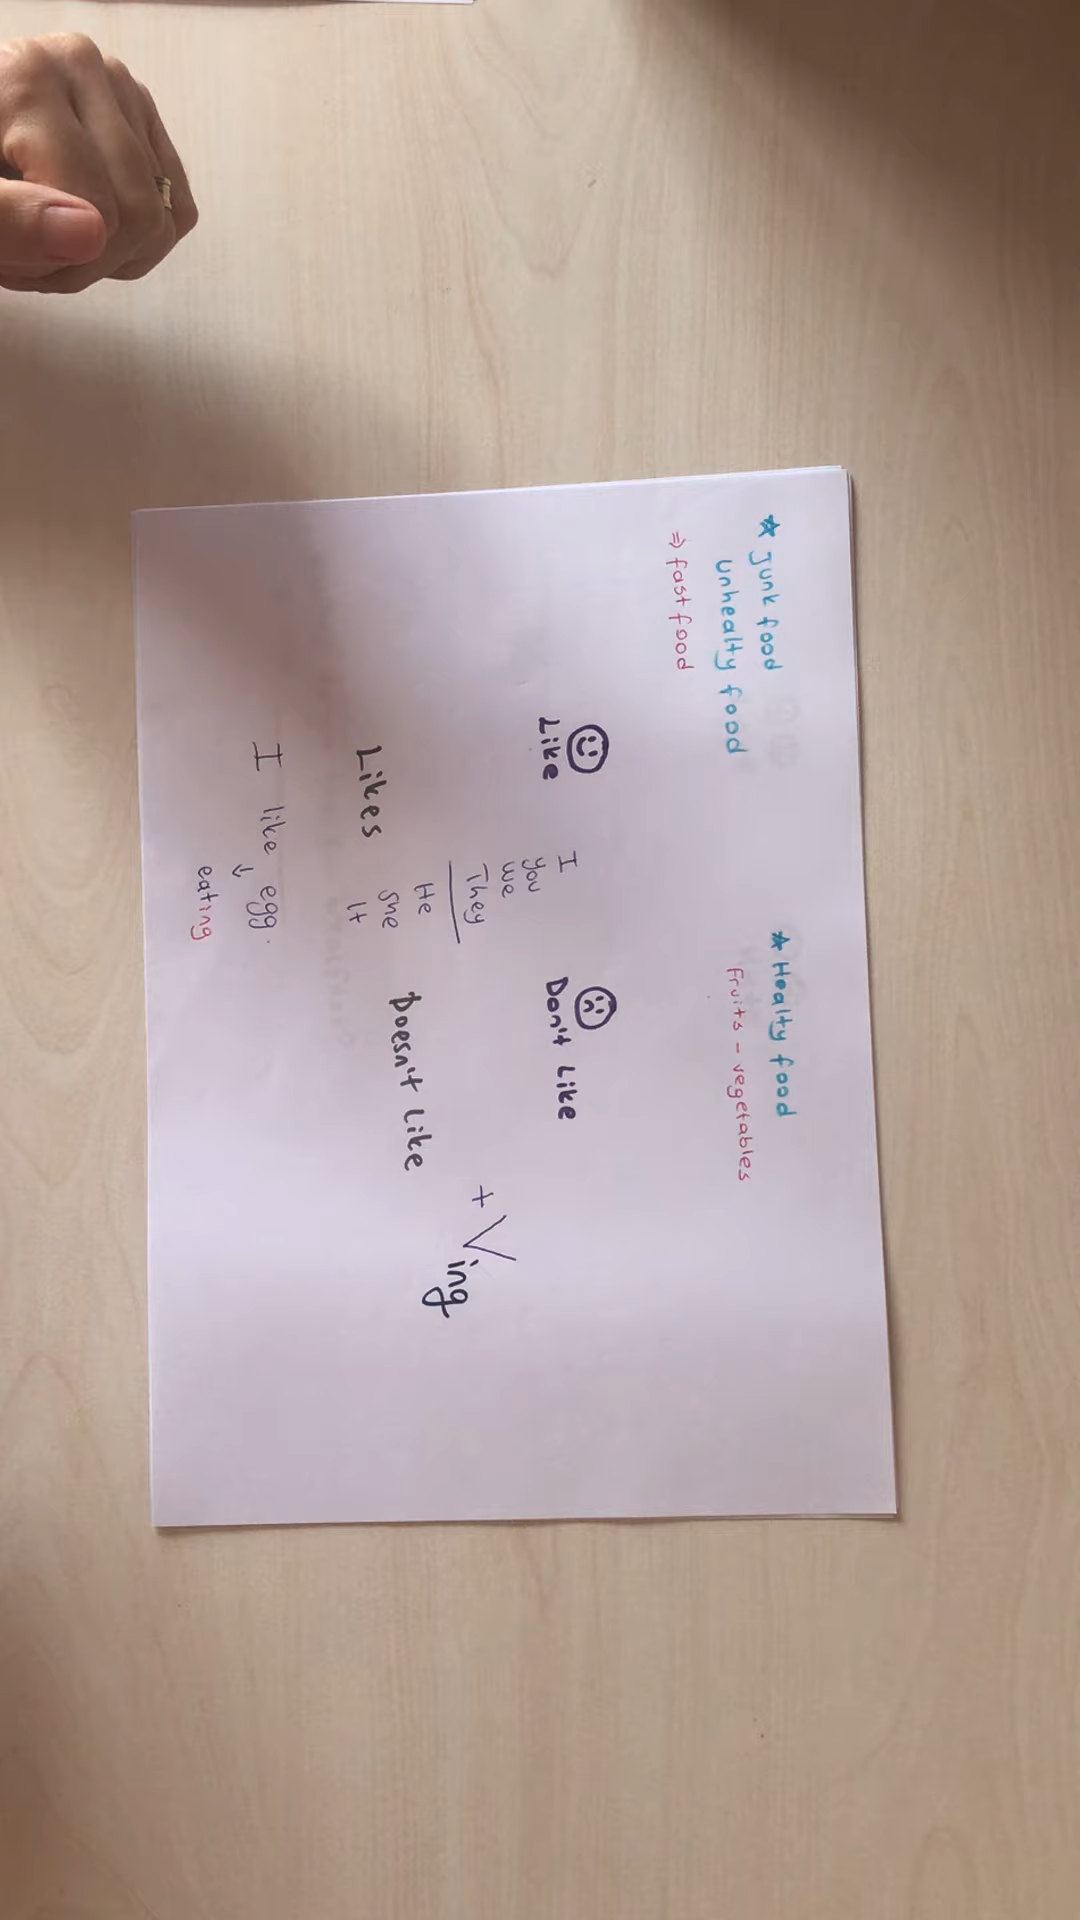 ★ Junk food
unhealty food
⇒ fast food
★ Healty food
fruits - vegetables
Like
Don't Like
I
you
we
They
He
she
It
Likes
Doesn't Like
+ Ving
I like egg.
↓
eating